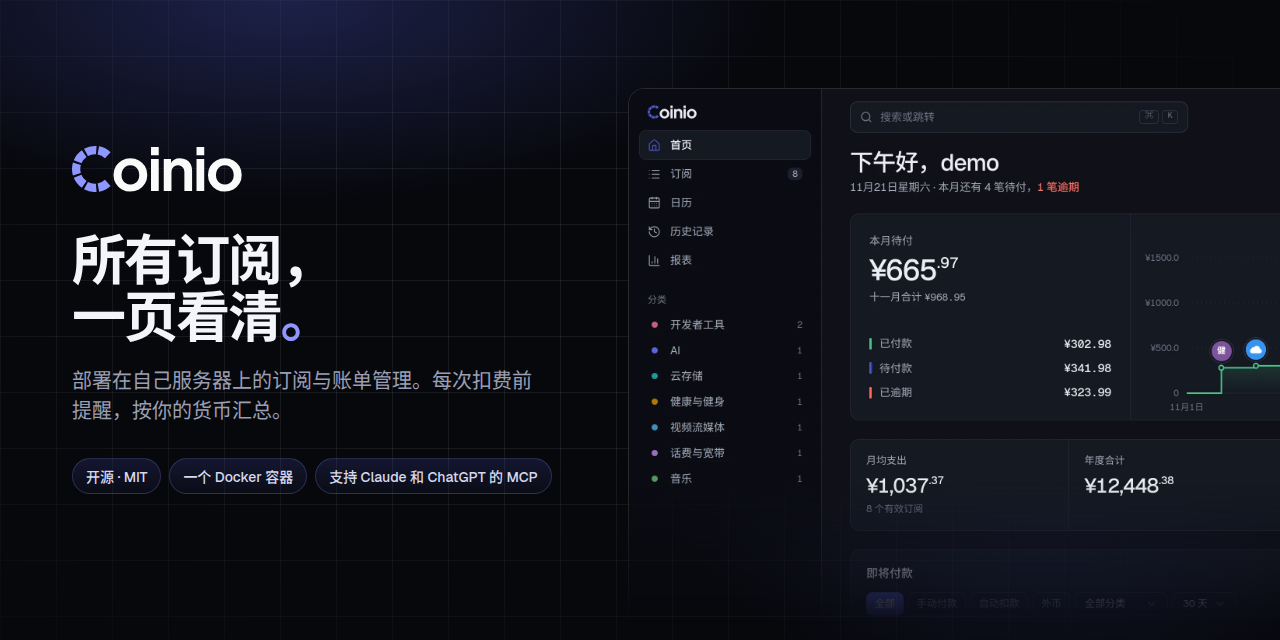 Coinio
所有订阅，
一页看清。
部署在自己服务器上的订阅与账单管理。每次扣费前
提醒，按你的货币汇总。
开源 · MIT
一个 Docker 容器
支持 Claude 和 ChatGPT 的 MCP
Coinio
首页
订阅 8
日历
历史记录
报表
分类
开发者工具 2
AI 1
云存储 1
健康与健身 1
视频流媒体 1
话费与宽带 1
音乐 1
搜索或跳转 ⌘ K
下午好，demo
11月21日星期六 · 本月还有 4 笔待付，1 笔逾期
本月待付
¥665.97
十一月合计 ¥968.95
已付款 ¥302.98
待付款 ¥341.98
已逾期 ¥323.99
¥1500.0
¥1000.0
¥500.0
0
健
11月1日
月均支出
¥1,037.37
8 个有效订阅
年度合计
¥12,448.38
即将付款
全部 手动付款 自动扣款 外币 全部分类 30 天